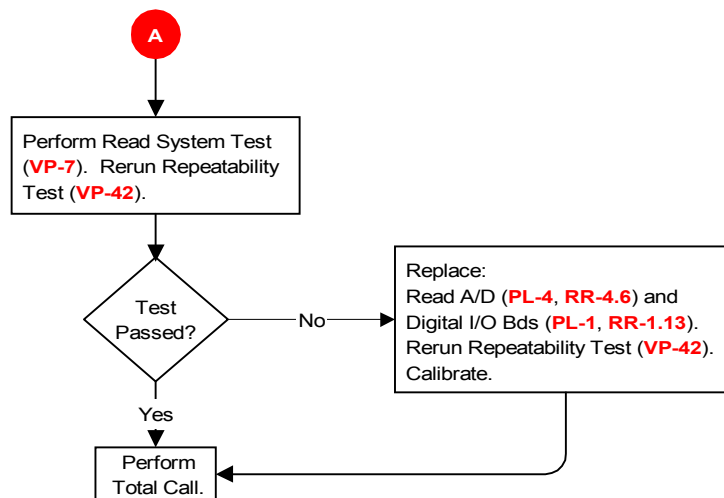 A
Perform Read System Test
(VP-7). Rerun Repeatability
Test (VP-42).
Test
Passed?
No
Replace:
Read A/D (PL-4, RR-4.6) and
Digital I/O Bds (PL-1, RR-1.13).
Rerun Repeatability Test (VP-42).
Calibrate.
Yes
Perform
Total Call.